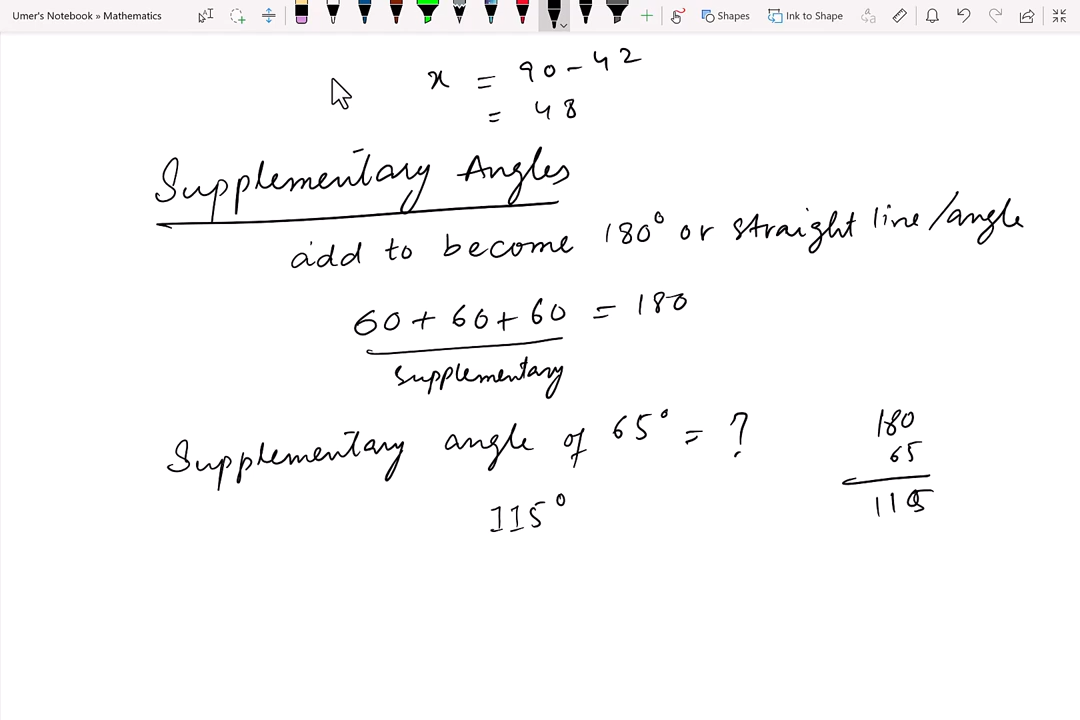 Umer's Notebook » Mathematics
Shapes
Ink to Shape
x = 90 - 42
= 48
Supplementary Angles
add to become 180° or straight line/angle
60 + 60 + 60 = 180
supplementary
Supplementary angle of 65° = ?
180
65
115
115°